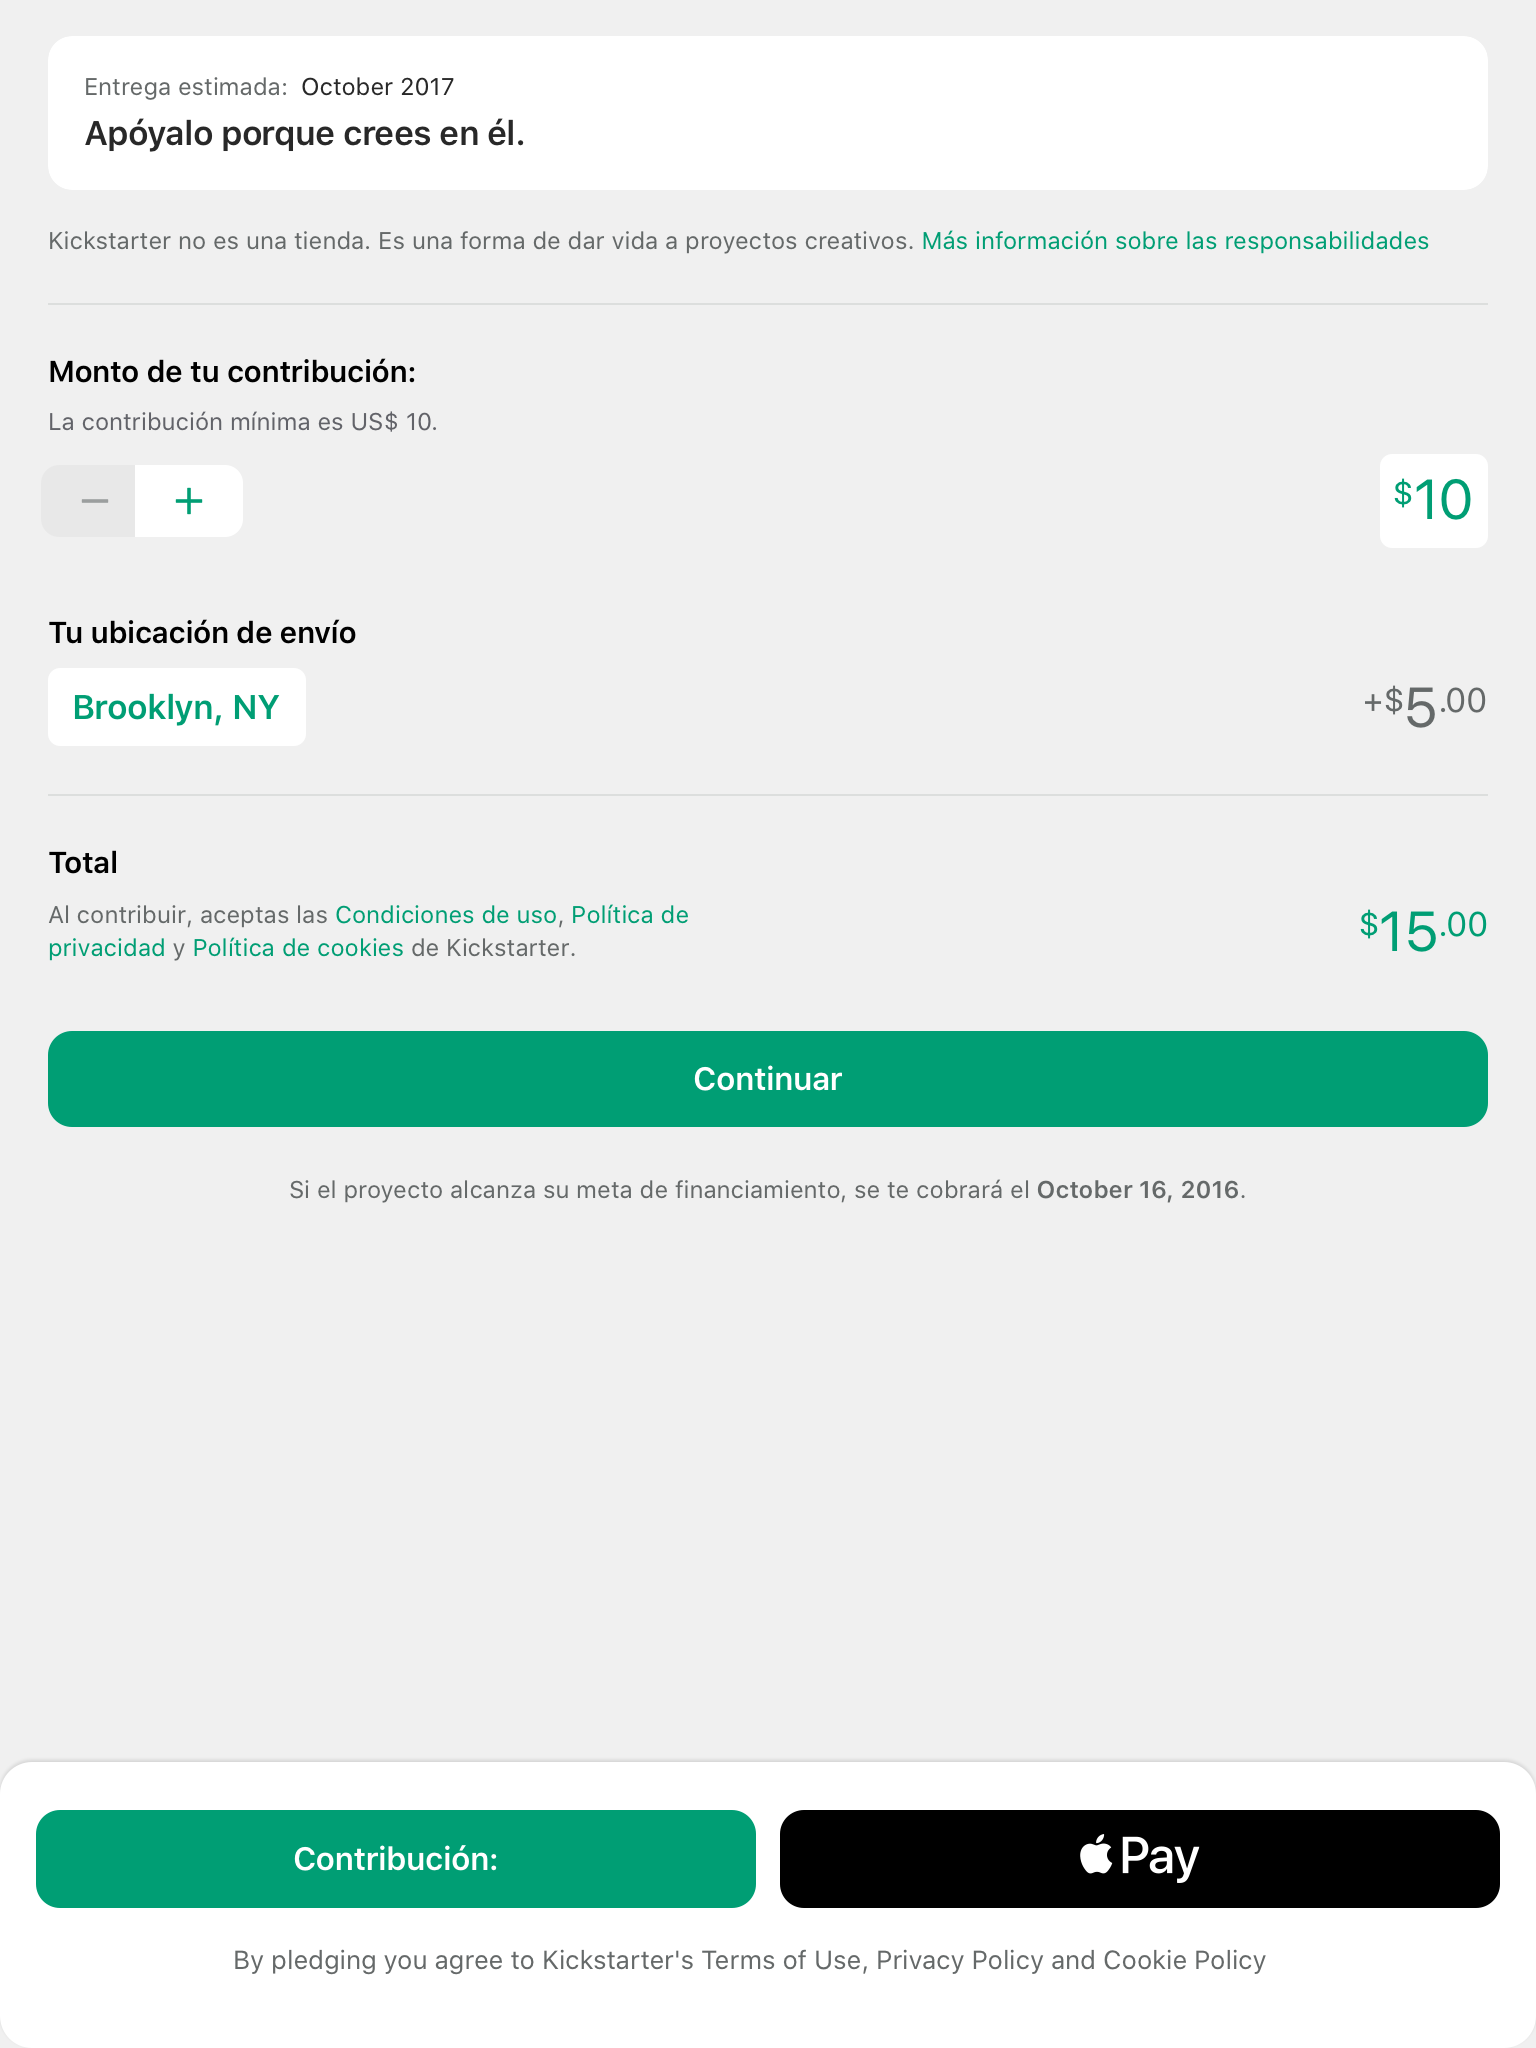 Entrega estimada: October 2017
Apóyalo porque crees en él.
Kickstarter no es una tienda. Es una forma de dar vida a proyectos creativos. Más información sobre las responsabilidades
Monto de tu contribución:
La contribución mínima es US$ 10.
− +
$10
Tu ubicación de envío
Brooklyn, NY
+$5.00
Total
Al contribuir, aceptas las Condiciones de uso, Política de
privacidad y Política de cookies de Kickstarter.
$15.00
Continuar
Si el proyecto alcanza su meta de financiamiento, se te cobrará el October 16, 2016.
Contribución:
Pay
By pledging you agree to Kickstarter's Terms of Use, Privacy Policy and Cookie Policy